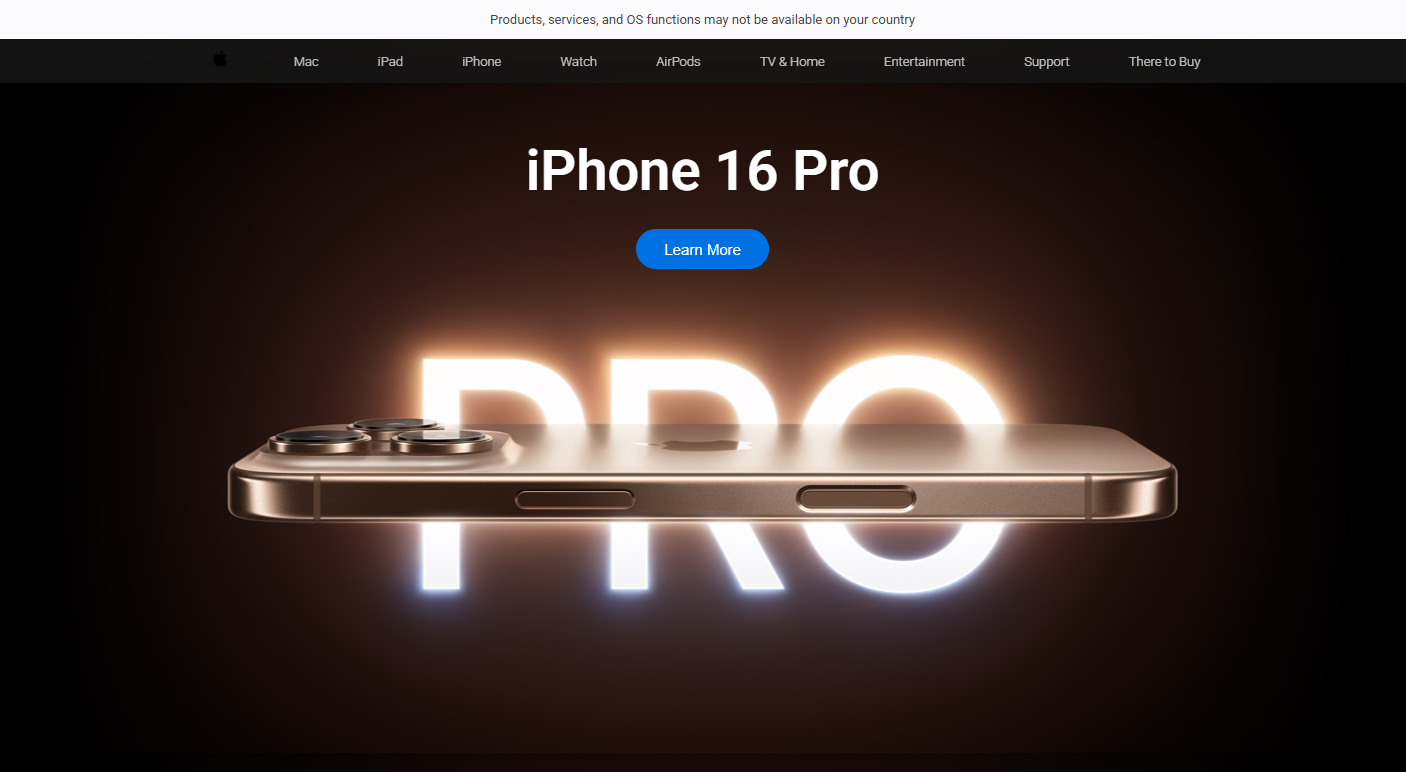 Products, services, and OS functions may not be available on your country
Mac iPad iPhone Watch AirPods TV & Home Entertainment Support There to Buy
iPhone 16 Pro
Learn More
PRO